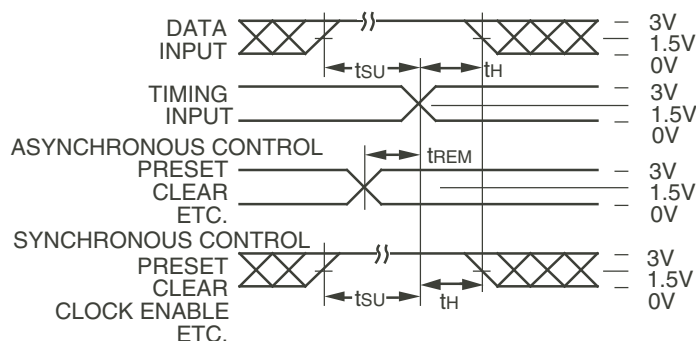 DATA
INPUT
3V
1.5V
0V
tSU
tH
TIMING
INPUT
3V
1.5V
0V
ASYNCHRONOUS CONTROL
tREM
PRESET
CLEAR
ETC.
3V
1.5V
0V
SYNCHRONOUS CONTROL
PRESET
CLEAR
CLOCK ENABLE
ETC.
3V
1.5V
0V
tSU
tH